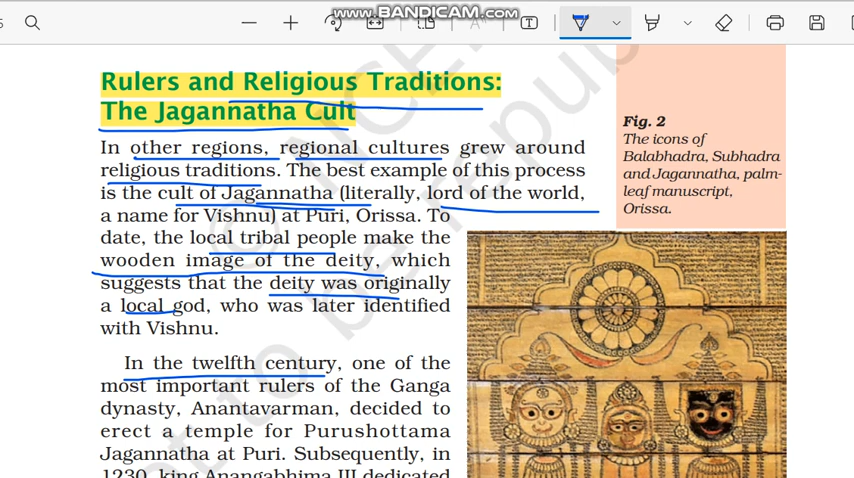 www.BANDICAM.com
Rulers and Religious Traditions:
The Jagannatha Cult
In other regions, regional cultures grew around
religious traditions. The best example of this process
is the cult of Jagannatha (literally, lord of the world,
a name for Vishnu) at Puri, Orissa. To
date, the local tribal people make the
wooden image of the deity, which
suggests that the deity was originally
a local god, who was later identified
with Vishnu.
In the twelfth century, one of the
most important rulers of the Ganga
dynasty, Anantavarman, decided to
erect a temple for Purushottama
Jagannatha at Puri. Subsequently, in
1230, king Anangabhima III dedicated
Fig. 2
The icons of
Balabhadra, Subhadra
and Jagannatha, palm-
leaf manuscript,
Orissa.